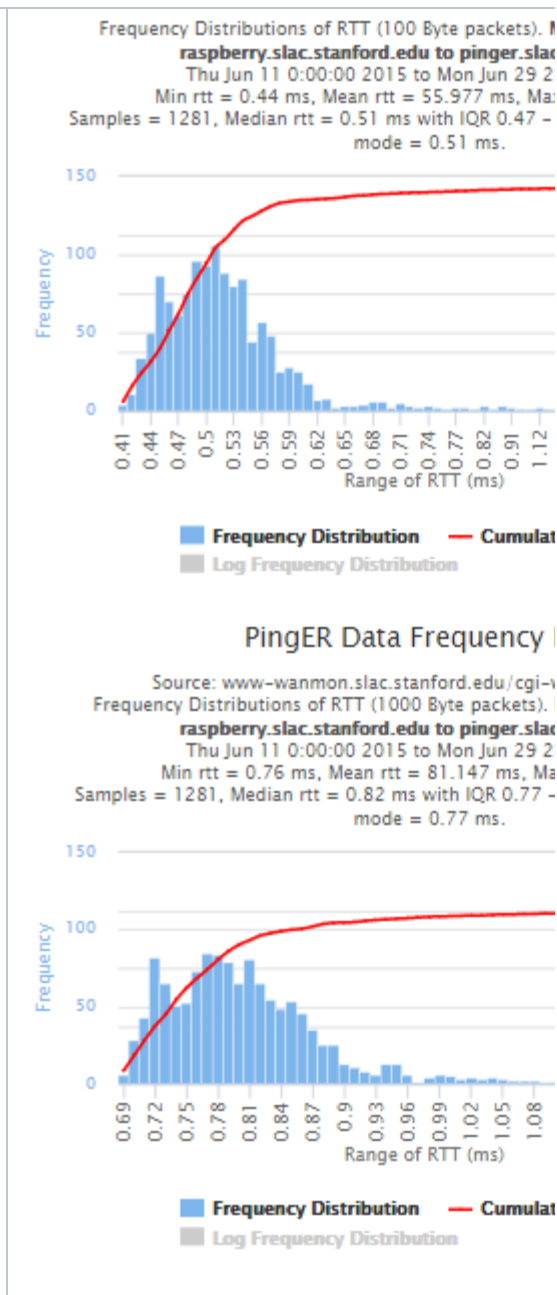 Frequency Distributions of RTT (100 Byte packets).
raspberry.slac.stanford.edu to pinger.slac
Thu Jun 11 0:00:00 2015 to Mon Jun 29 2
Min rtt = 0.44 ms, Mean rtt = 55.977 ms, Max
Samples = 1281, Median rtt = 0.51 ms with IQR 0.47 -
mode = 0.51 ms.
150
100
50
0
Frequency
0.41 0.44 0.47 0.5 0.53 0.56 0.59 0.62 0.65 0.68 0.71 0.74 0.77 0.82 0.91 1.12
Range of RTT (ms)
Frequency Distribution Cumulat
Log Frequency Distribution
PingER Data Frequency
Source: www-wanmon.slac.stanford.edu/cgi-w
Frequency Distributions of RTT (1000 Byte packets).
raspberry.slac.stanford.edu to pinger.slac
Thu Jun 11 0:00:00 2015 to Mon Jun 29 2
Min rtt = 0.76 ms, Mean rtt = 81.147 ms, Ma
Samples = 1281, Median rtt = 0.82 ms with IQR 0.77 -
mode = 0.77 ms.
150
100
50
0
Frequency
0.69 0.72 0.75 0.78 0.81 0.84 0.87 0.9 0.93 0.96 0.99 1.02 1.05 1.08
Range of RTT (ms)
Frequency Distribution Cumulat
Log Frequency Distribution